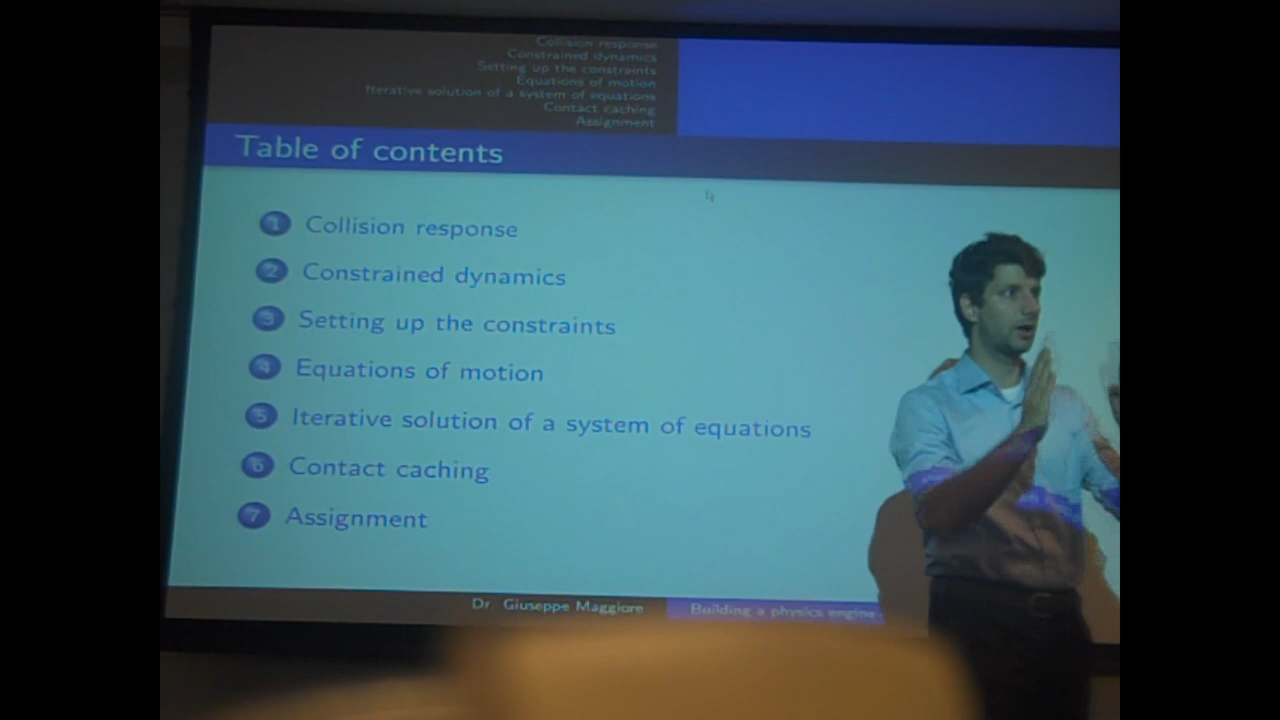 Collision response
Constrained dynamics
Setting up the constraints
Equations of motion
Iterative solution of a system of equations
Contact caching
Assignment
Table of contents
1 Collision response
2 Constrained dynamics
3 Setting up the constraints
4 Equations of motion
5 Iterative solution of a system of equations
6 Contact caching
7 Assignment
Dr Giuseppe Maggiore Building a physics engine